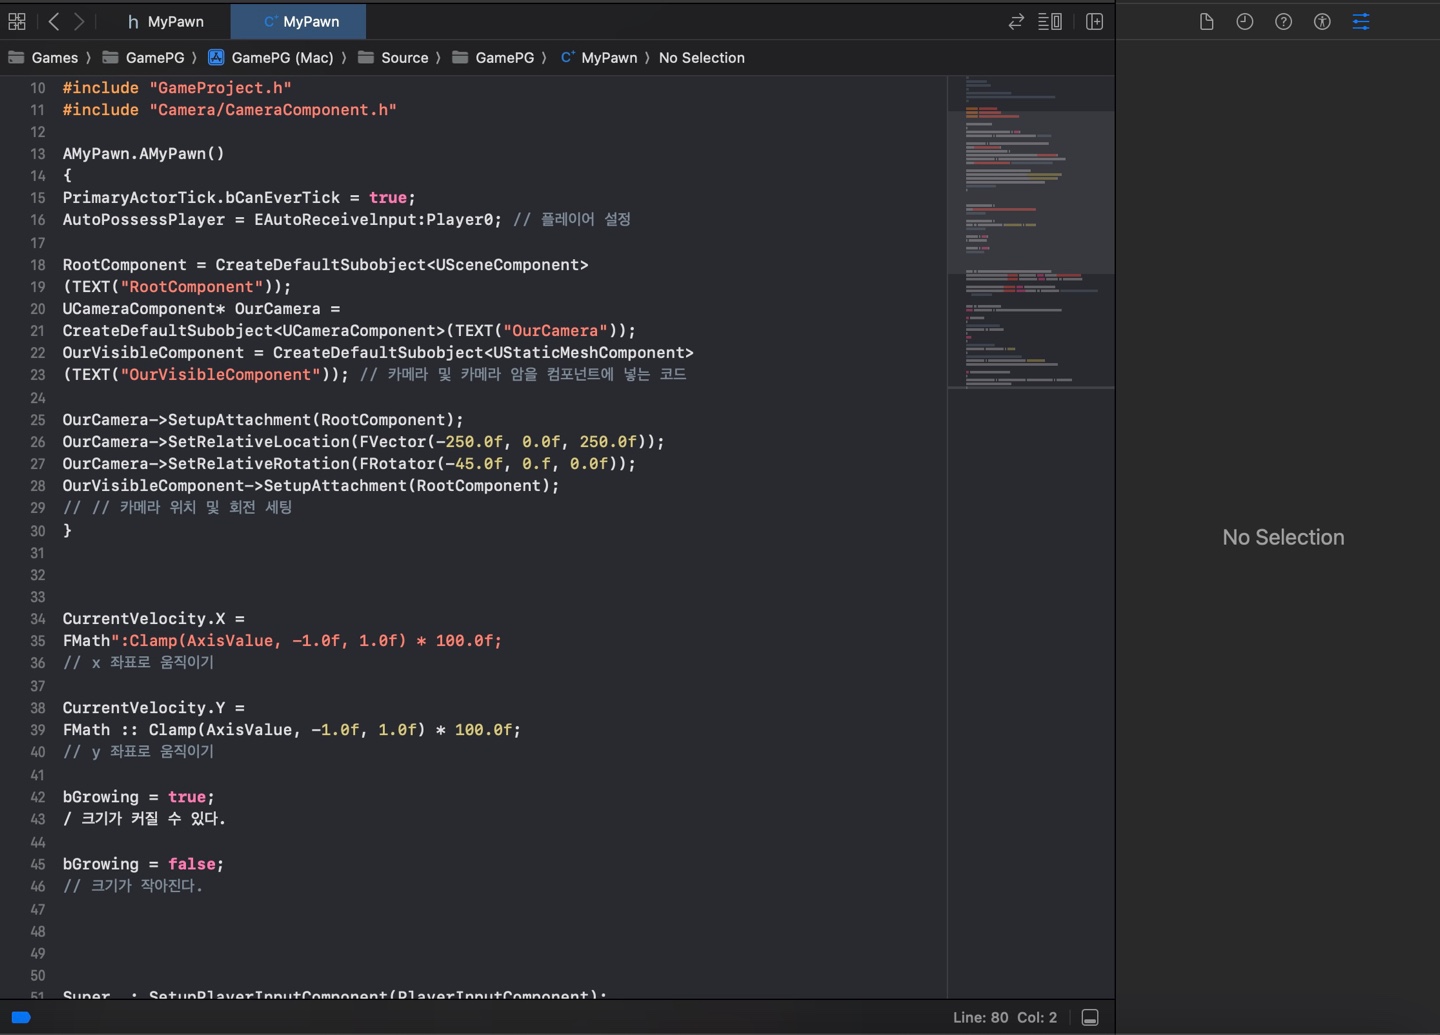 h MyPawn
C+ MyPawn
Games 〉 GamePG 〉 GamePG (Mac) 〉 Source 〉 GamePG 〉 C+ MyPawn 〉 No Selection
10 #include "GameProject.h"
11 #include "Camera/CameraComponent.h"
12
13 AMyPawn.AMyPawn()
14 {
15 PrimaryActorTick.bCanEverTick = true;
16 AutoPossessPlayer = EAutoReceiveInput:Player0; // 플레이어 설정
17
18 RootComponent = CreateDefaultSubobject<USceneComponent>
19 (TEXT("RootComponent"));
20 UCameraComponent* OurCamera =
21 CreateDefaultSubobject<UCameraComponent>(TEXT("OurCamera"));
22 OurVisibleComponent = CreateDefaultSubobject<UStaticMeshComponent>
23 (TEXT("OurVisibleComponent")); // 카메라 및 카메라 암을 컴포넌트에 넣는 코드
24
25 OurCamera->SetupAttachment(RootComponent);
26 OurCamera->SetRelativeLocation(FVector(-250.0f, 0.0f, 250.0f));
27 OurCamera->SetRelativeRotation(FRotator(-45.0f, 0.f, 0.0f));
28 OurVisibleComponent->SetupAttachment(RootComponent);
29 // // 카메라 위치 및 회전 세팅
30 }
31
32
33
34 CurrentVelocity.X =
35 FMath":Clamp(AxisValue, -1.0f, 1.0f) * 100.0f;
36 // x 좌표로 움직이기
37
38 CurrentVelocity.Y =
39 FMath :: Clamp(AxisValue, -1.0f, 1.0f) * 100.0f;
40 // y 좌표로 움직이기
41
42 bGrowing = true;
43 / 크기가 커질 수 있다.
44
45 bGrowing = false;
46 // 크기가 작아진다.
47
48
49
50
51 Super  : SetupPlayerInputComponent(PlayerInputComponent);
No Selection
Line: 80 Col: 2